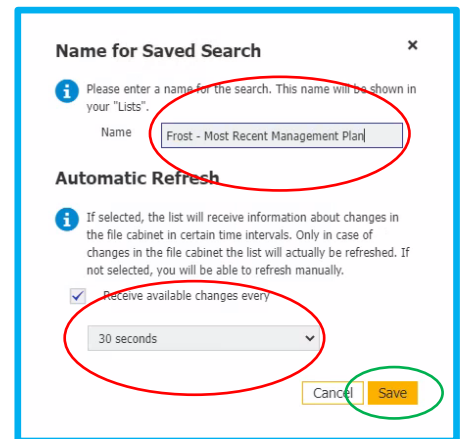 Name for Saved Search ×
i Please enter a name for the search. This name will be shown in
your "Lists".
Name Frost - Most Recent Management Plan
Automatic Refresh
i If selected, the list will receive information about changes in
the file cabinet in certain time intervals. Only in case of
changes in the file cabinet the list will actually be refreshed. If
not selected, you will be able to refresh manually.
Receive available changes every
30 seconds
Cancel Save